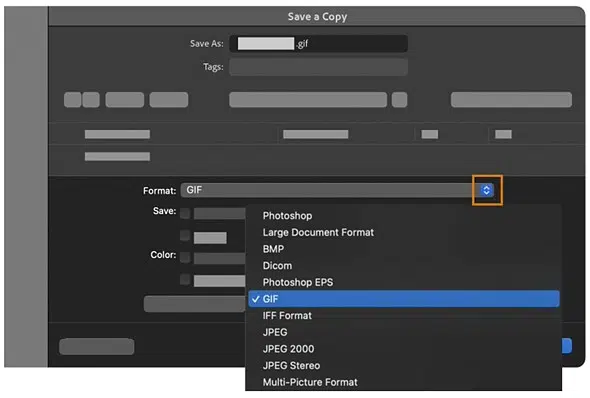 Save a Copy
Save As: .gif
Tags:
Format: GIF
Save:
Color:
Photoshop
Large Document Format
BMP
Dicom
Photoshop EPS
✓ GIF
IFF Format
JPEG
JPEG 2000
JPEG Stereo
Multi-Picture Format